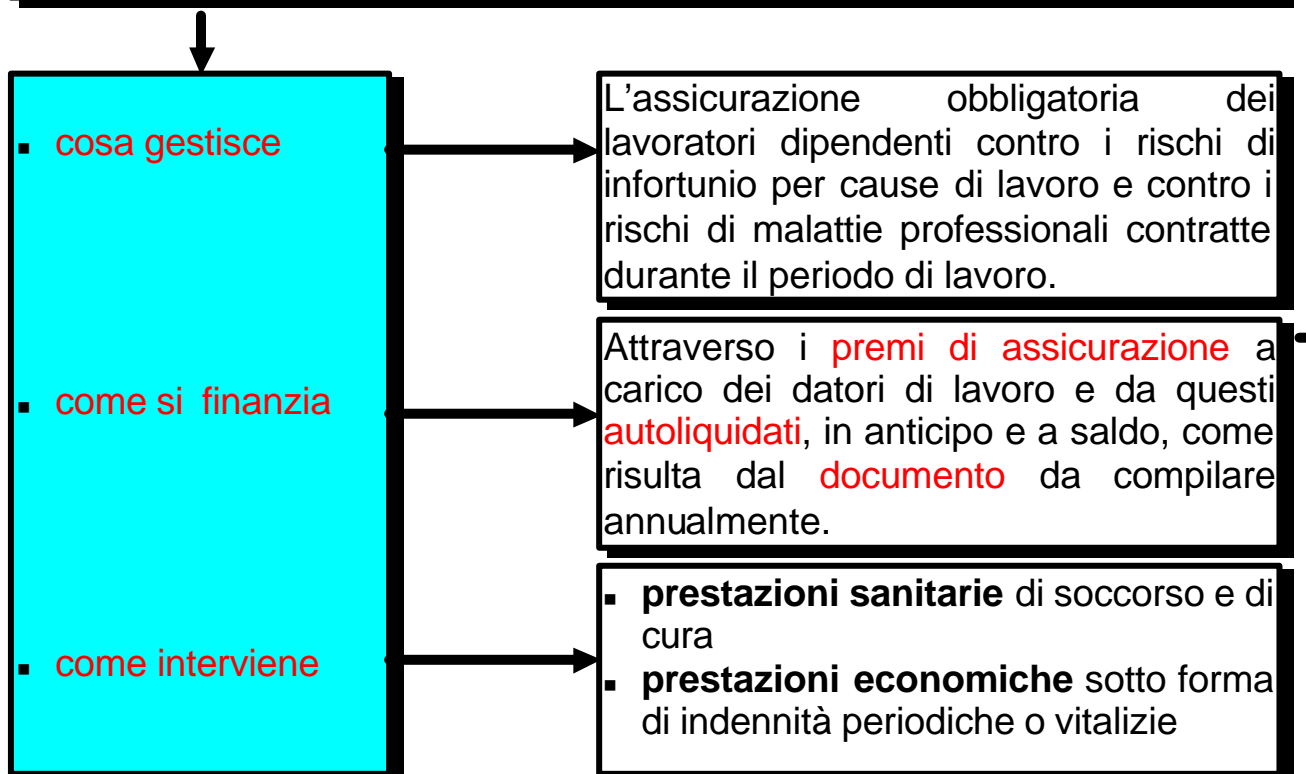 ▪ cosa gestisce
L’assicurazione obbligatoria dei
lavoratori dipendenti contro i rischi di
infortunio per cause di lavoro e contro i
rischi di malattie professionali contratte
durante il periodo di lavoro.
▪ come si finanzia
Attraverso i premi di assicurazione a
carico dei datori di lavoro e da questi
autoliquidati, in anticipo e a saldo, come
risulta dal documento da compilare
annualmente.
▪ come interviene
▪ prestazioni sanitarie di soccorso e di
cura
▪ prestazioni economiche sotto forma
di indennità periodiche o vitalizie